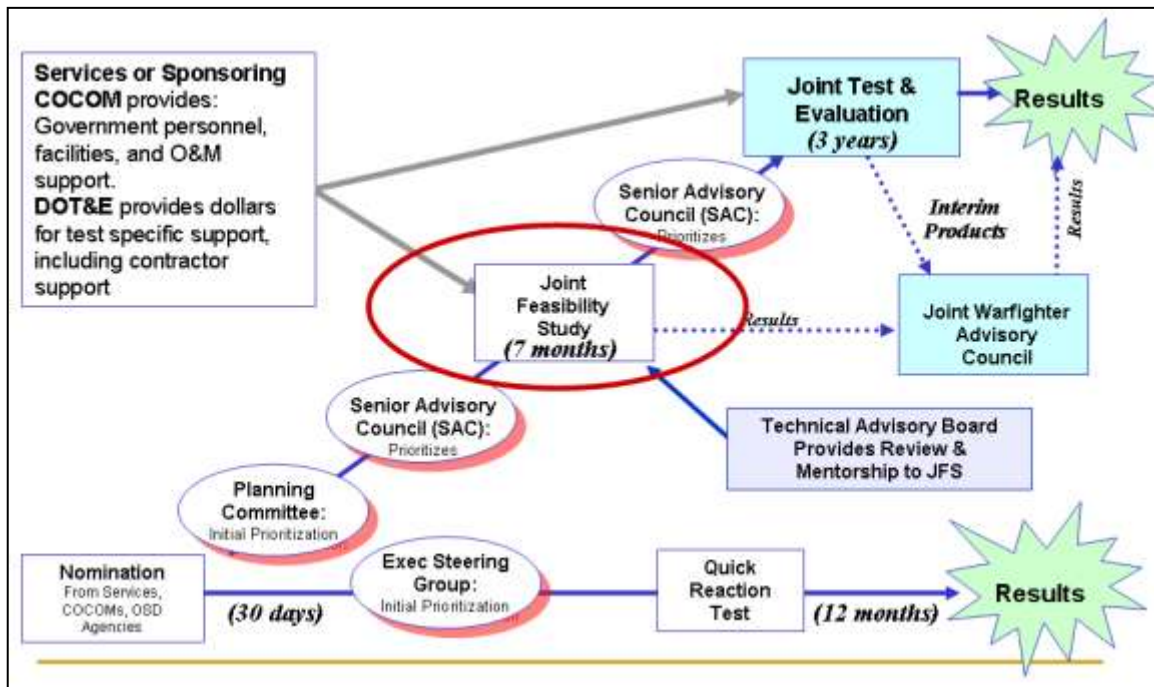 Services or Sponsoring
COCOM provides:
Government personnel,
facilities, and O&M
support.
DOT&E provides dollars
for test specific support,
including contractor
support
Joint Test &
Evaluation
(3 years)
Results
Senior Advisory
Council (SAC):
Prioritizes
Interim
Products
Results
Joint
Feasibility
Study
(7 months)
Results
Joint Warfighter
Advisory
Council
Senior Advisory
Council (SAC):
Prioritizes
Technical Advisory Board
Provides Review &
Mentorship to JFS
Planning
Committee:
Initial Prioritization
Nomination
From Services,
COCOMs, OSD
Agencies
(30 days)
Exec Steering
Group:
Initial Prioritization
Quick
Reaction
Test
(12 months)
Results